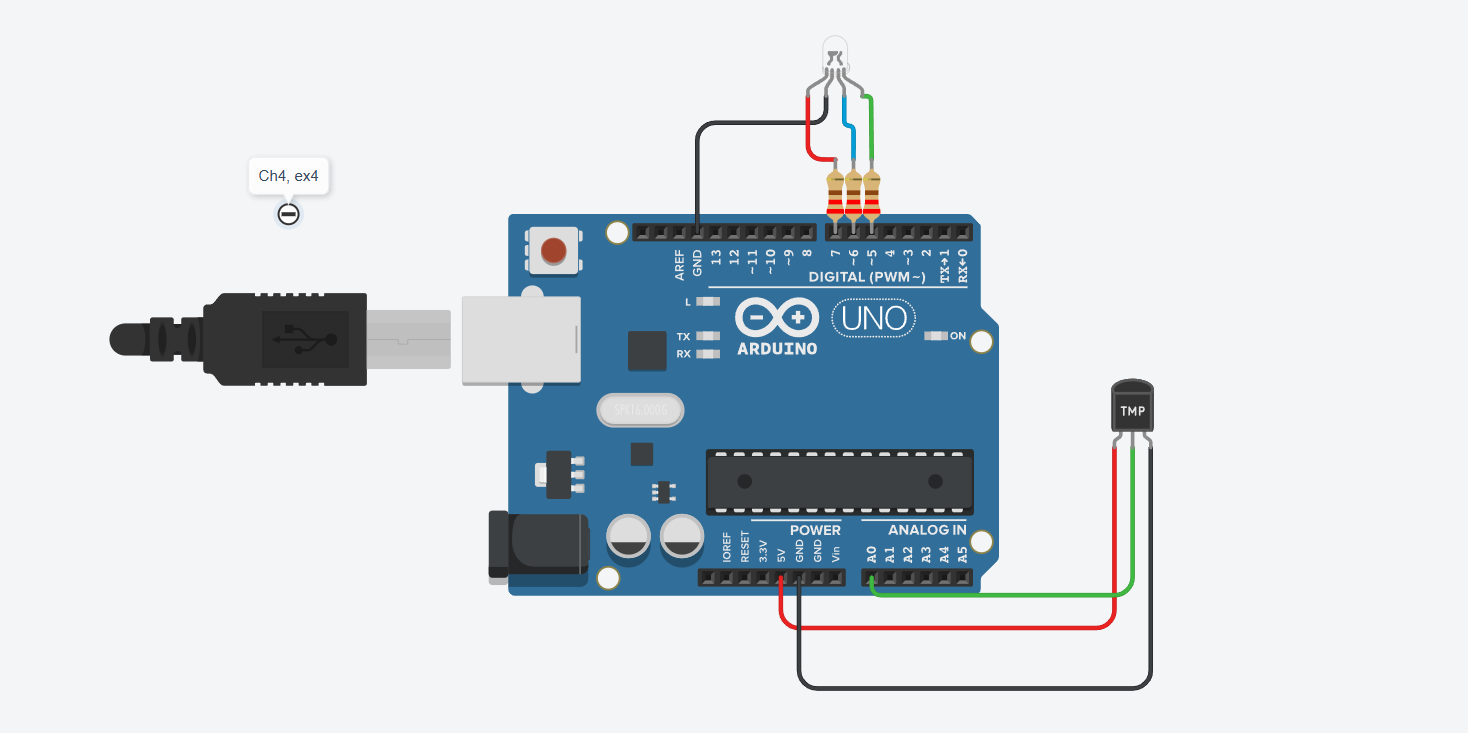 Ch4, ex4
AREF
GND
13
12
~11
~10
~9
8
7
~6
~5
4
~3
2
TX→1
RX←0
DIGITAL (PWM~)
L
TX
RX
UNO
ARDUINO
ON
SPK16.000G
TMP
POWER
ANALOG IN
IOREF
RESET
3.3V
5V
GND
GND
Vin
A0
A1
A2
A3
A4
A5